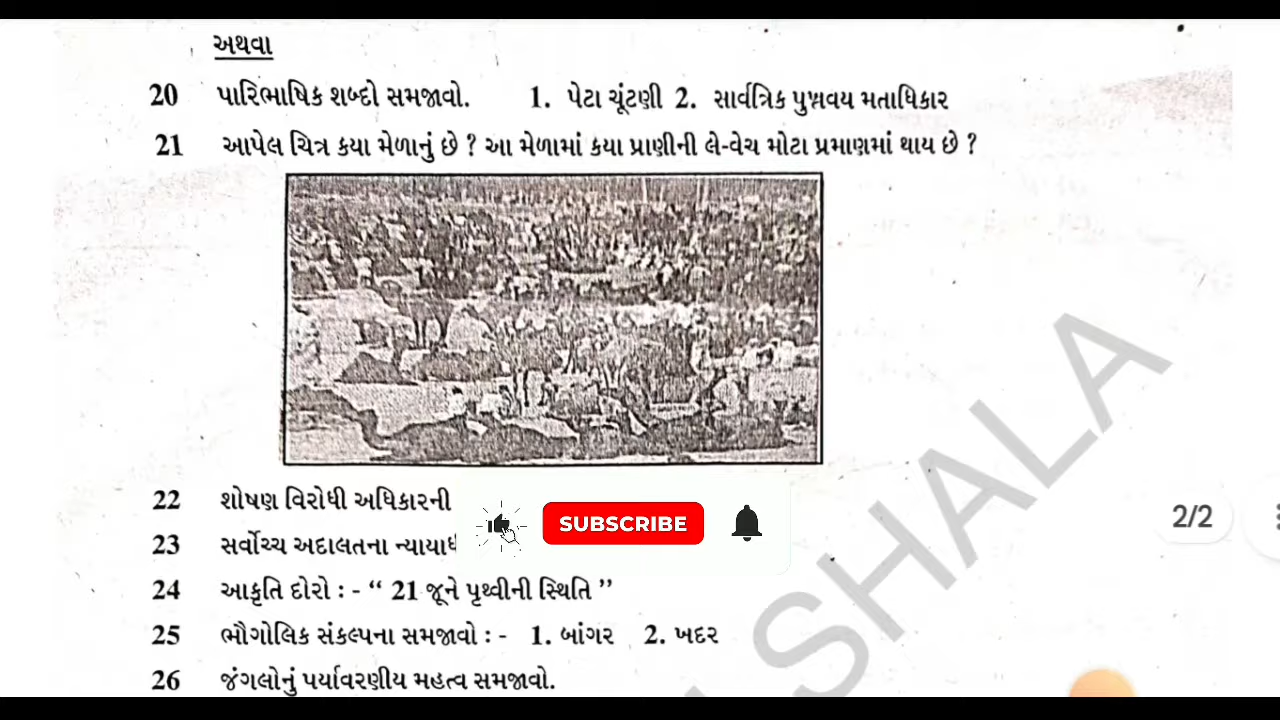 અથવા
20 પારિભાષિક શબ્દો સમજાવો. 1. પેટા ચૂંટણી 2. સાર્વત્રિક પુખ્તવય મતાધિકાર
21 આપેલ ચિત્ર કયા મેળાનું છે ? આ મેળામાં કયા પ્રાણીની લે-વેચ મોટા પ્રમાણમાં થાય છે ?
22 શોષણ વિરોધી અધિકારની
SUBSCRIBE
2/2
23 સર્વોચ્ચ અદાલતના
24 આકૃતિ દોરો : - “ 21 જૂને પૃથ્વીની સ્થિતિ ”
25 ભૌગોલિક સંકલ્પના સમજાવો : - 1. બાંગર 2. ખદર
26 જંગલોનું પર્યાવરણીય મહત્વ સમજાવો.
SHALA